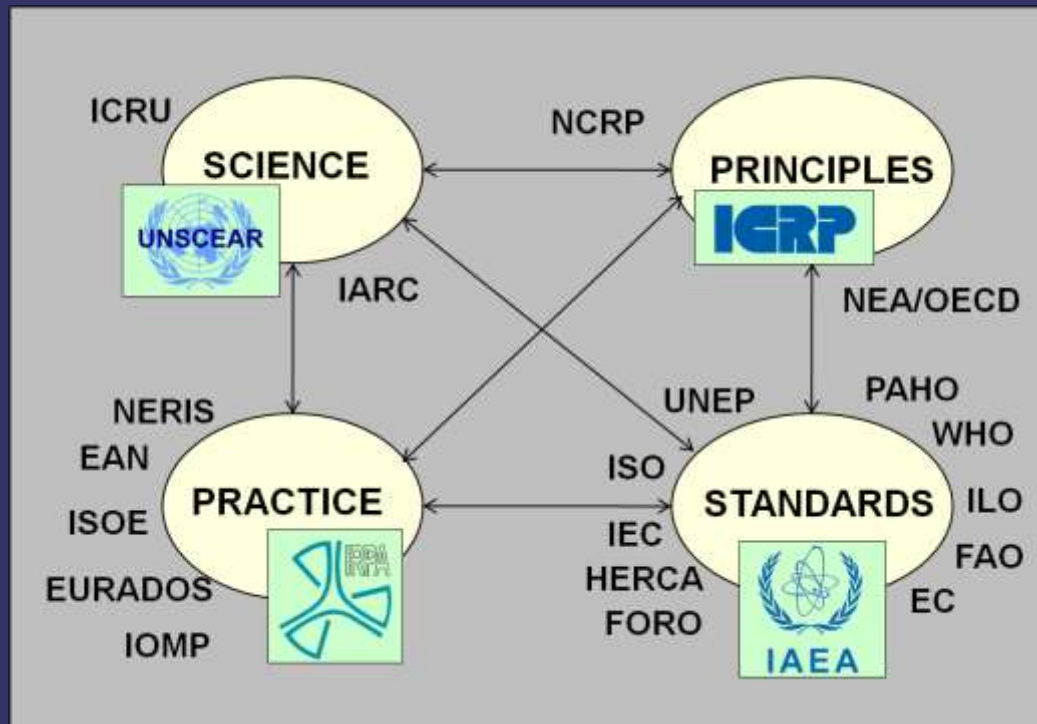 ICRU
NCRP
SCIENCE
PRINCIPLES
UNSCEAR
ICRP
IARC
NEA/OECD
PAHO
UNEP
NERIS
WHO
EAN
ISO
PRACTICE
STANDARDS
ILO
ISOE
IEC
IRPA
FAO
HERCA
EURADOS
EC
FORO
IOMP
IAEA